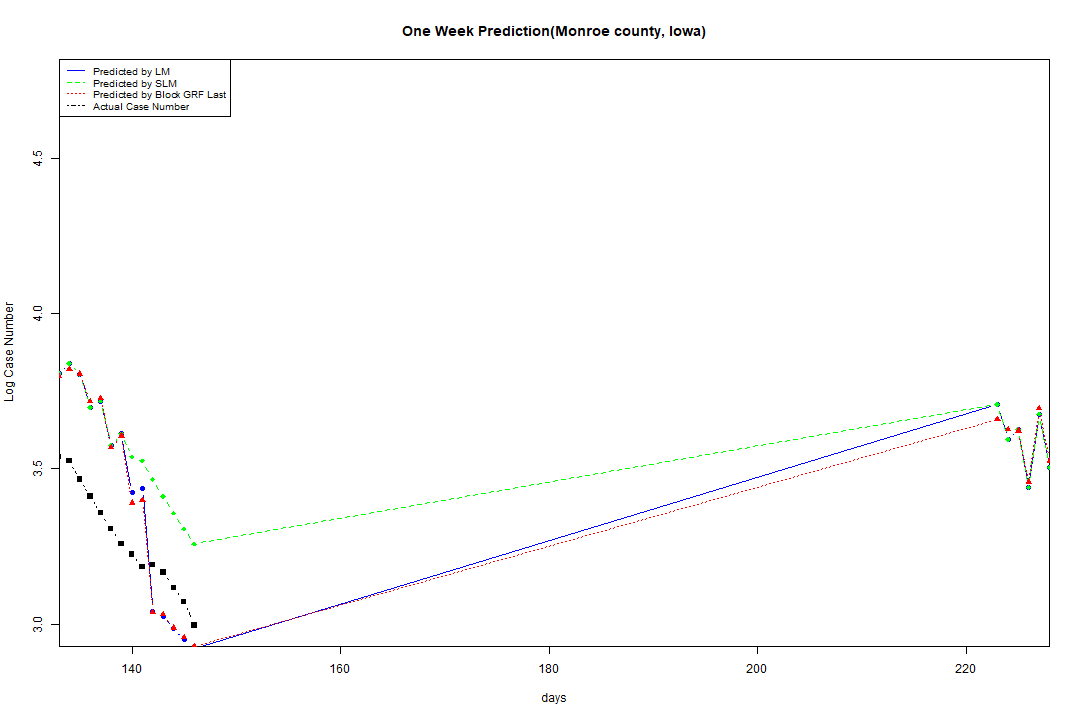 One Week Prediction(Monroe county, Iowa)
Predicted by LM
Predicted by SLM
Predicted by Block GRF Last
Actual Case Number
4.5
4.0
3.5
3.0
Log Case Number
140 160 180 200 220
days